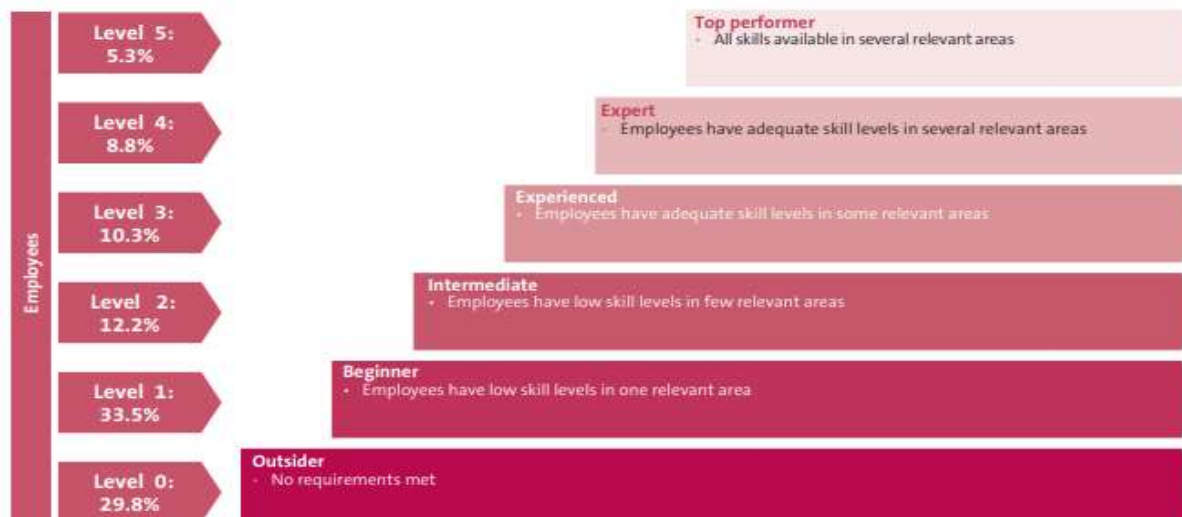 Employees
Level 5:
5.3%
Top performer
- All skills available in several relevant areas
Level 4:
8.8%
Expert
- Employees have adequate skill levels in several relevant areas
Level 3:
10.3%
Experienced
• Employees have adequate skill levels in some relevant areas
Level 2:
12.2%
Intermediate
• Employees have low skill levels in few relevant areas
Level 1:
33.5%
Beginner
• Employees have low skill levels in one relevant area
Level 0:
29.8%
Outsider
- No requirements met